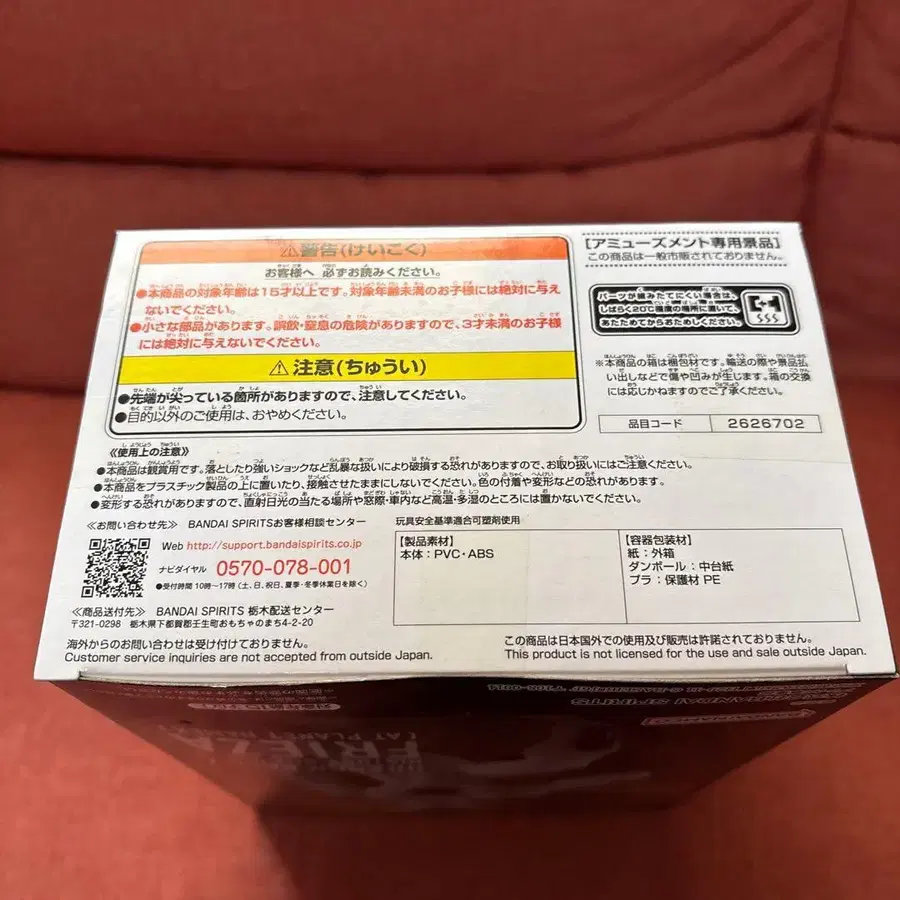 ⚠警告(けいこく)
お客様へ 必ずお読みください。
●本商品の対象年齢は15才以上です。対象年齢未満のお子様には絶対に与え
ないでください。
●小さな部品があります。誤飲・窒息の危険がありますので、3才未満のお子様
には絶対に与えないでください。
⚠注意(ちゅうい)
●先端が尖っている箇所がありますので、注意してください。
●目的以外のご使用は、おやめください。
[アミューズメント専用景品]
この商品は一般市販されておりません。
パーツが組みたてにくい場合は、
しばらく20℃程度の場所に置いて、
あたためてからおためしください。
※本商品の箱は梱包材です。輸送の際や景品払
い出しなどで傷や凹みが生じます。箱の交換
には応じかねますのでご了承ください。
品目コード 2626702
≪使用上の注意≫
●本商品は観賞用です。落としたり強いショックなど乱暴な扱いにより破損する恐れがありますので、お取り扱いにはご注意ください。
●本商品をプラスチック製品の上に置いたり、接触させたままにしないでください。色の付着や変形などの恐れがあります。
●変形する恐れがありますので、直射日光の当たる場所や窓際・車内など高温・多湿のところには置かないでください。
≪お問い合わせ先≫ BANDAI SPIRITSお客様相談センター
Web http://support.bandaispirits.co.jp
ナビダイヤル 0570-078-001
●受付時間 10時～17時 (土、日、祝日、夏季・冬季休業日を除く)
≪商品送付先≫ BANDAI SPIRITS 栃木配送センター
〒321-0298 栃木県下都賀郡壬生町おもちゃのまち4-2-20
玩具安全基準適合可塑剤使用
【製品素材】
本体：PVC・ABS
【容器包装材】
紙：外箱
ダンボール：中台紙
プラ：保護材 PE
海外からのお問い合わせは受け付けておりません。
Customer service inquiries are not accepted from outside Japan.
この商品は日本国外での使用及び販売は許諾されておりません。
This product is not licensed for the use and sale outside Japan.
BANDAI SPIRITS
FRIEZA